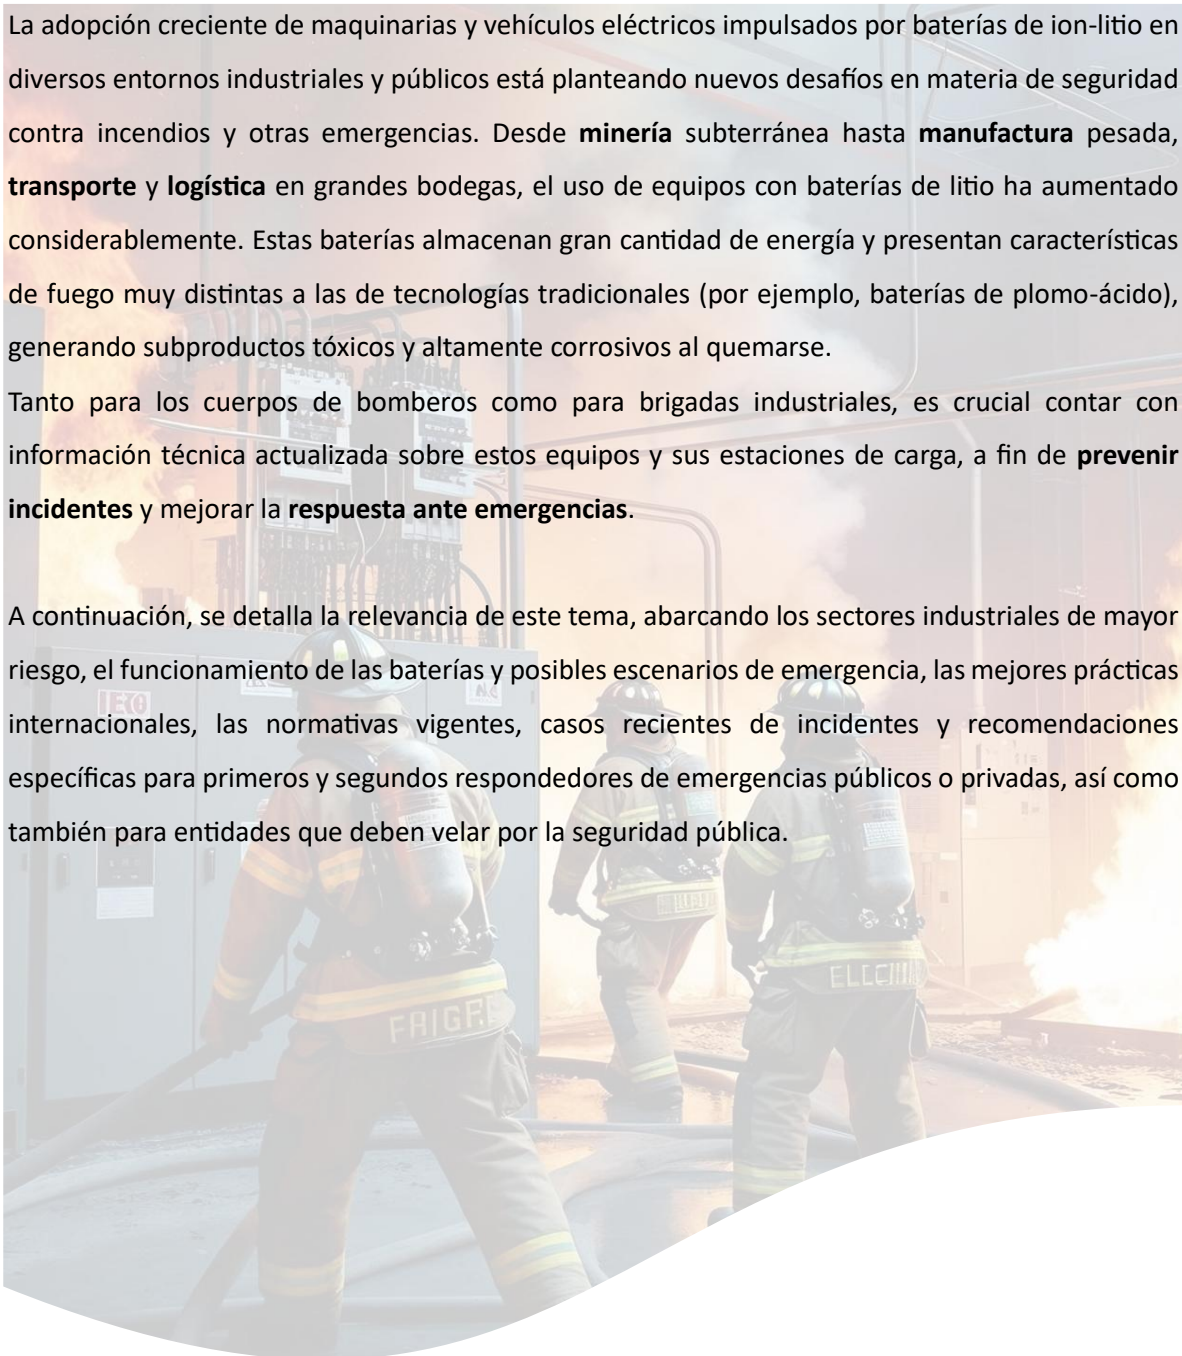 La adopción creciente de maquinarias y vehículos eléctricos impulsados por baterías de ion-litio en
diversos entornos industriales y públicos está planteando nuevos desafíos en materia de seguridad
contra incendios y otras emergencias. Desde minería subterránea hasta manufactura pesada,
transporte y logística en grandes bodegas, el uso de equipos con baterías de litio ha aumentado
considerablemente. Estas baterías almacenan gran cantidad de energía y presentan características
de fuego muy distintas a las de tecnologías tradicionales (por ejemplo, baterías de plomo-ácido),
generando subproductos tóxicos y altamente corrosivos al quemarse.
Tanto para los cuerpos de bomberos como para brigadas industriales, es crucial contar con
información técnica actualizada sobre estos equipos y sus estaciones de carga, a fin de prevenir
incidentes y mejorar la respuesta ante emergencias.
A continuación, se detalla la relevancia de este tema, abarcando los sectores industriales de mayor
riesgo, el funcionamiento de las baterías y posibles escenarios de emergencia, las mejores prácticas
internacionales, las normativas vigentes, casos recientes de incidentes y recomendaciones
específicas para primeros y segundos respondedores de emergencias públicos o privadas, así como
también para entidades que deben velar por la seguridad pública.